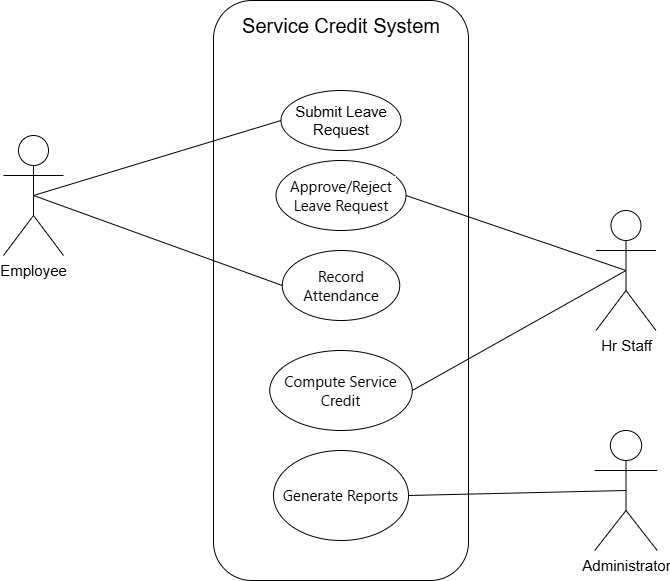 Service Credit System
Submit Leave
Request
Approve/Reject
Leave Request
Employee
Record
Attendance
Hr Staff
Compute Service
Credit
Generate Reports
Administrator